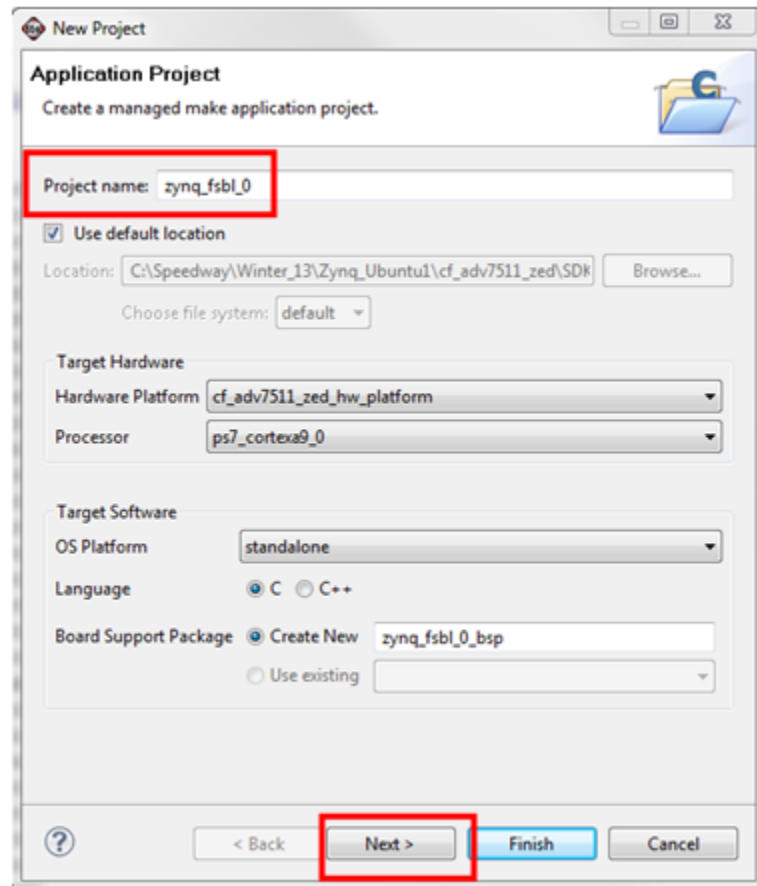 New Project
Application Project
Create a managed make application project.
Project name: zynq_fsbl_0
Use default location
Location: C:\Speedway\Winter_13\Zynq_Ubuntu1\cf_adv7511_zed\SDK Browse...
Choose file system: default
Target Hardware
Hardware Platform cf_adv7511_zed_hw_platform
Processor ps7_cortexa9_0
Target Software
OS Platform standalone
Language C C++
Board Support Package Create New zynq_fsbl_0_bsp
Use existing
? < Back Next > Finish Cancel